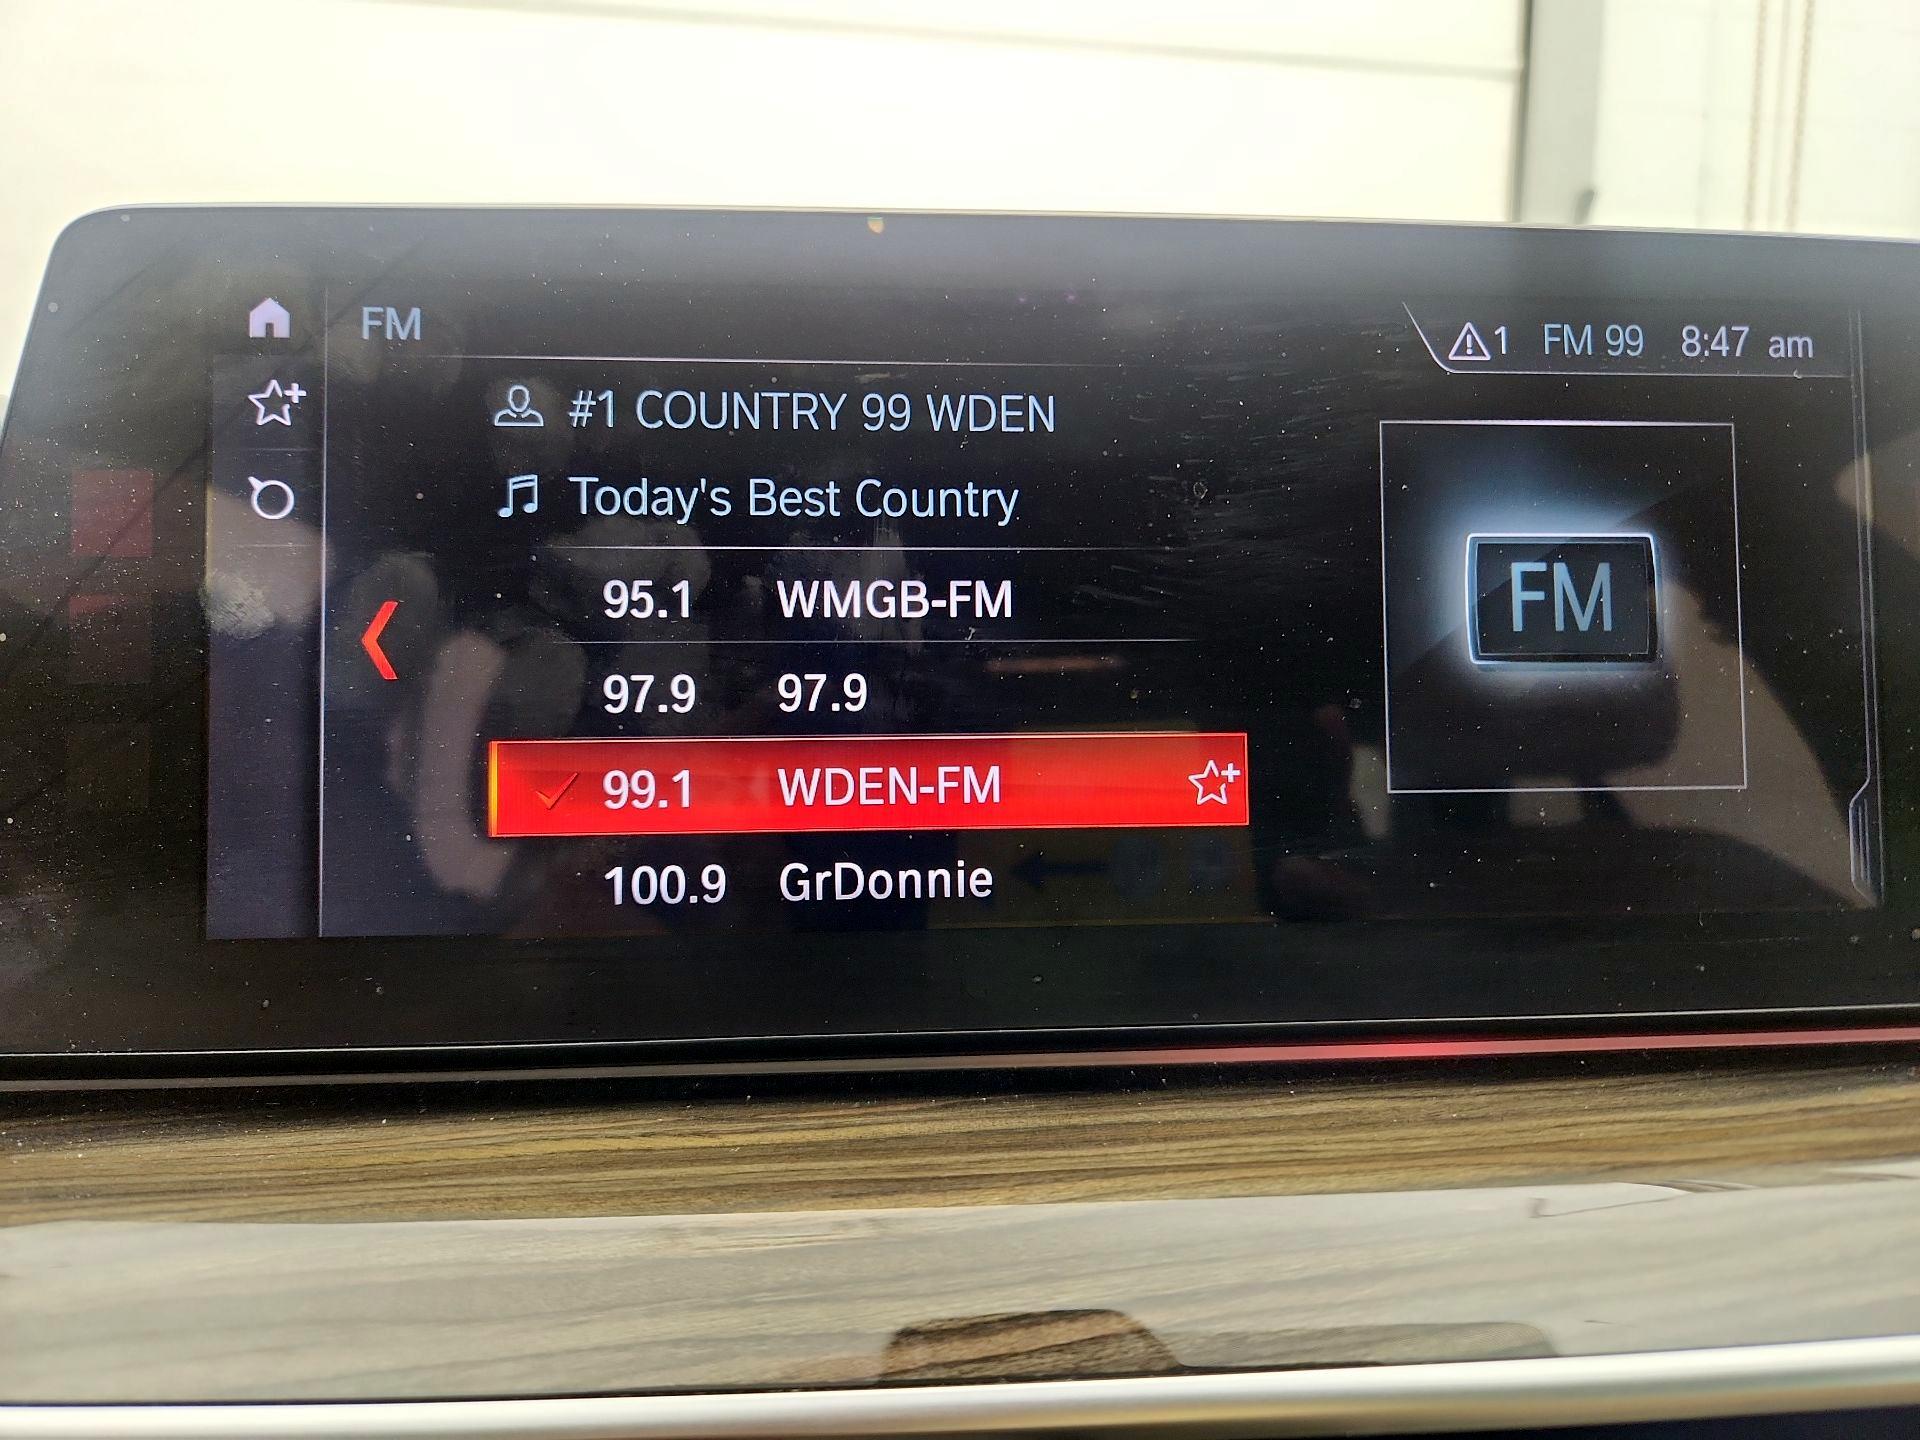 FM
1 FM 99 8:47 am
#1 COUNTRY 99 WDEN
Today's Best Country
95.1 WMGB-FM
97.9 97.9
99.1 WDEN-FM
100.9 GrDonnie
FM